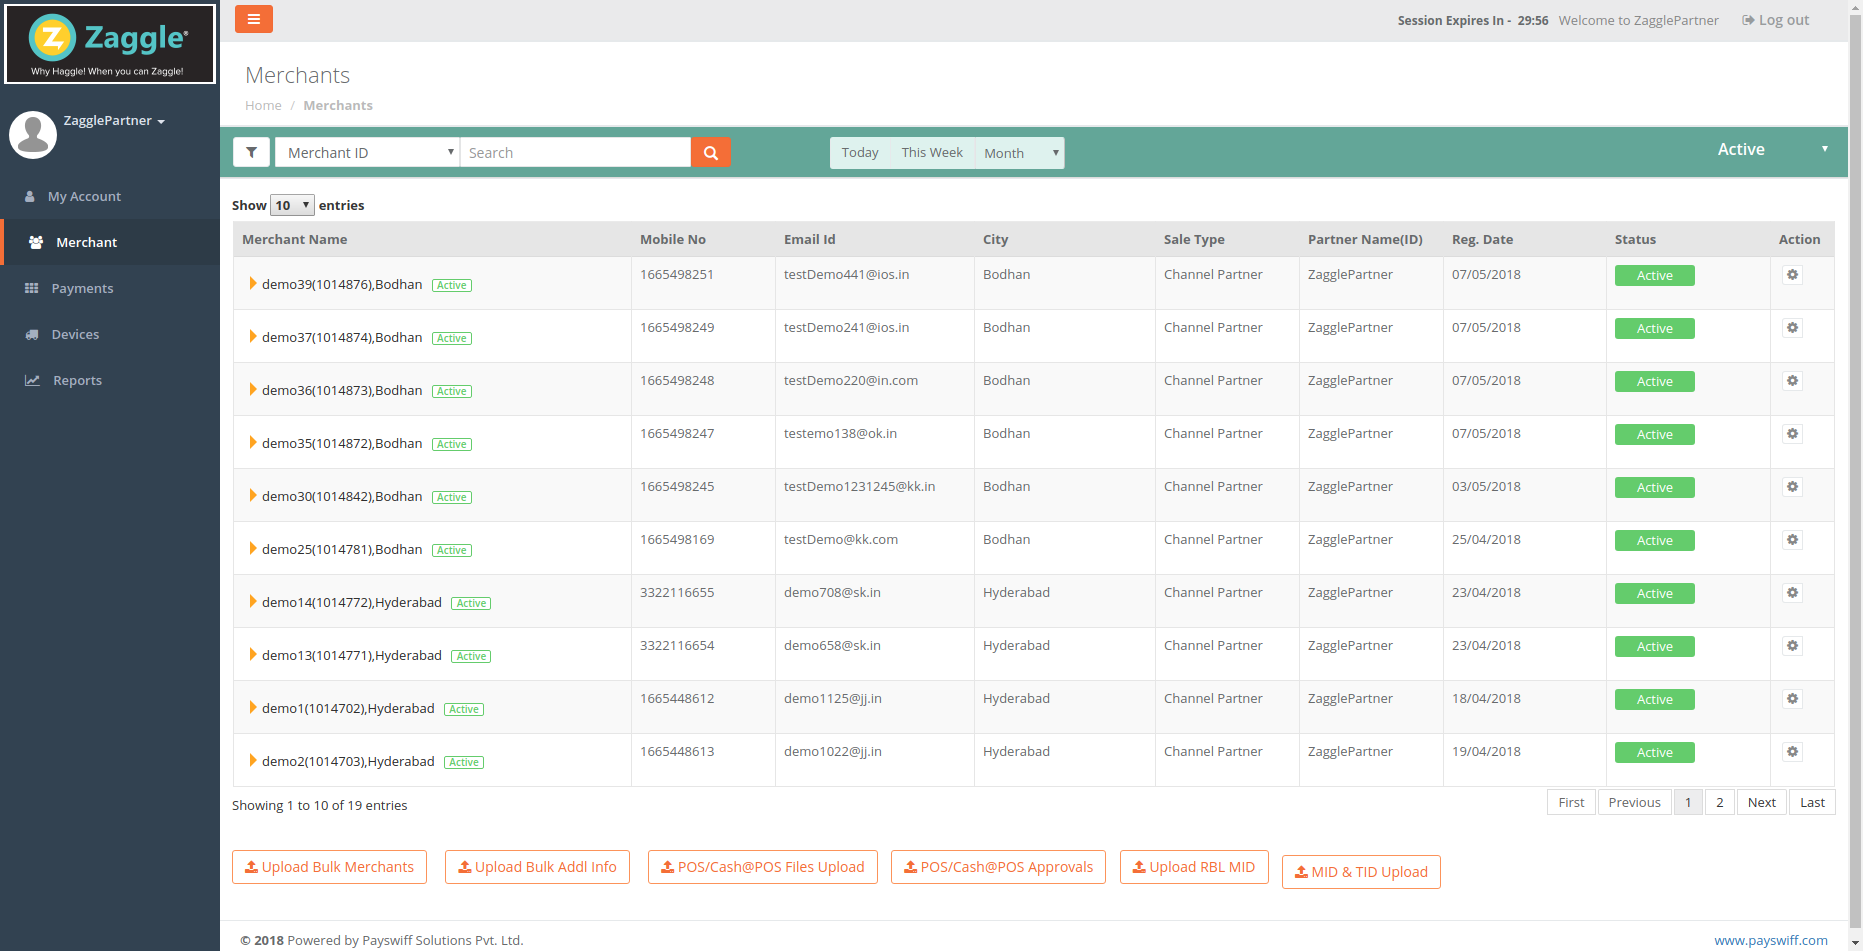 Zaggle®
Why Haggle! When you can Zaggle!
Session Expires In - 29:56 Welcome to ZagglePartner Log out
Merchants
Home / Merchants
ZagglePartner
My Account
Merchant
Payments
Devices
Reports
Merchant ID Search Today This Week Month Active
Show 10 entries
Merchant Name Mobile No Email Id City Sale Type Partner Name(ID) Reg. Date Status Action
demo39(1014876),Bodhan Active 1665498251 testDemo441@ios.in Bodhan Channel Partner ZagglePartner 07/05/2018 Active
demo37(1014874),Bodhan Active 1665498249 testDemo241@ios.in Bodhan Channel Partner ZagglePartner 07/05/2018 Active
demo36(1014873),Bodhan Active 1665498248 testDemo220@in.com Bodhan Channel Partner ZagglePartner 07/05/2018 Active
demo35(1014872),Bodhan Active 1665498247 testemo138@ok.in Bodhan Channel Partner ZagglePartner 07/05/2018 Active
demo30(1014842),Bodhan Active 1665498245 testDemo1231245@kk.in Bodhan Channel Partner ZagglePartner 03/05/2018 Active
demo25(1014781),Bodhan Active 1665498169 testDemo@kk.com Bodhan Channel Partner ZagglePartner 25/04/2018 Active
demo14(1014772),Hyderabad Active 3322116655 demo708@sk.in Hyderabad Channel Partner ZagglePartner 23/04/2018 Active
demo13(1014771),Hyderabad Active 3322116654 demo658@sk.in Hyderabad Channel Partner ZagglePartner 23/04/2018 Active
demo1(1014702),Hyderabad Active 1665448612 demo1125@jj.in Hyderabad Channel Partner ZagglePartner 18/04/2018 Active
demo2(1014703),Hyderabad Active 1665448613 demo1022@jj.in Hyderabad Channel Partner ZagglePartner 19/04/2018 Active
Showing 1 to 10 of 19 entries First Previous 1 2 Next Last
Upload Bulk Merchants Upload Bulk Addl Info POS/Cash@POS Files Upload POS/Cash@POS Approvals Upload RBL MID MID & TID Upload
© 2018 Powered by Payswiff Solutions Pvt. Ltd. www.payswiff.com